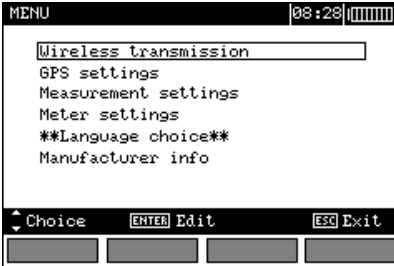 MENU 08:28
Wireless transmission
GPS settings
Measurement settings
Meter settings
**Language choice**
Manufacturer info
Choice ENTER Edit ESC Exit